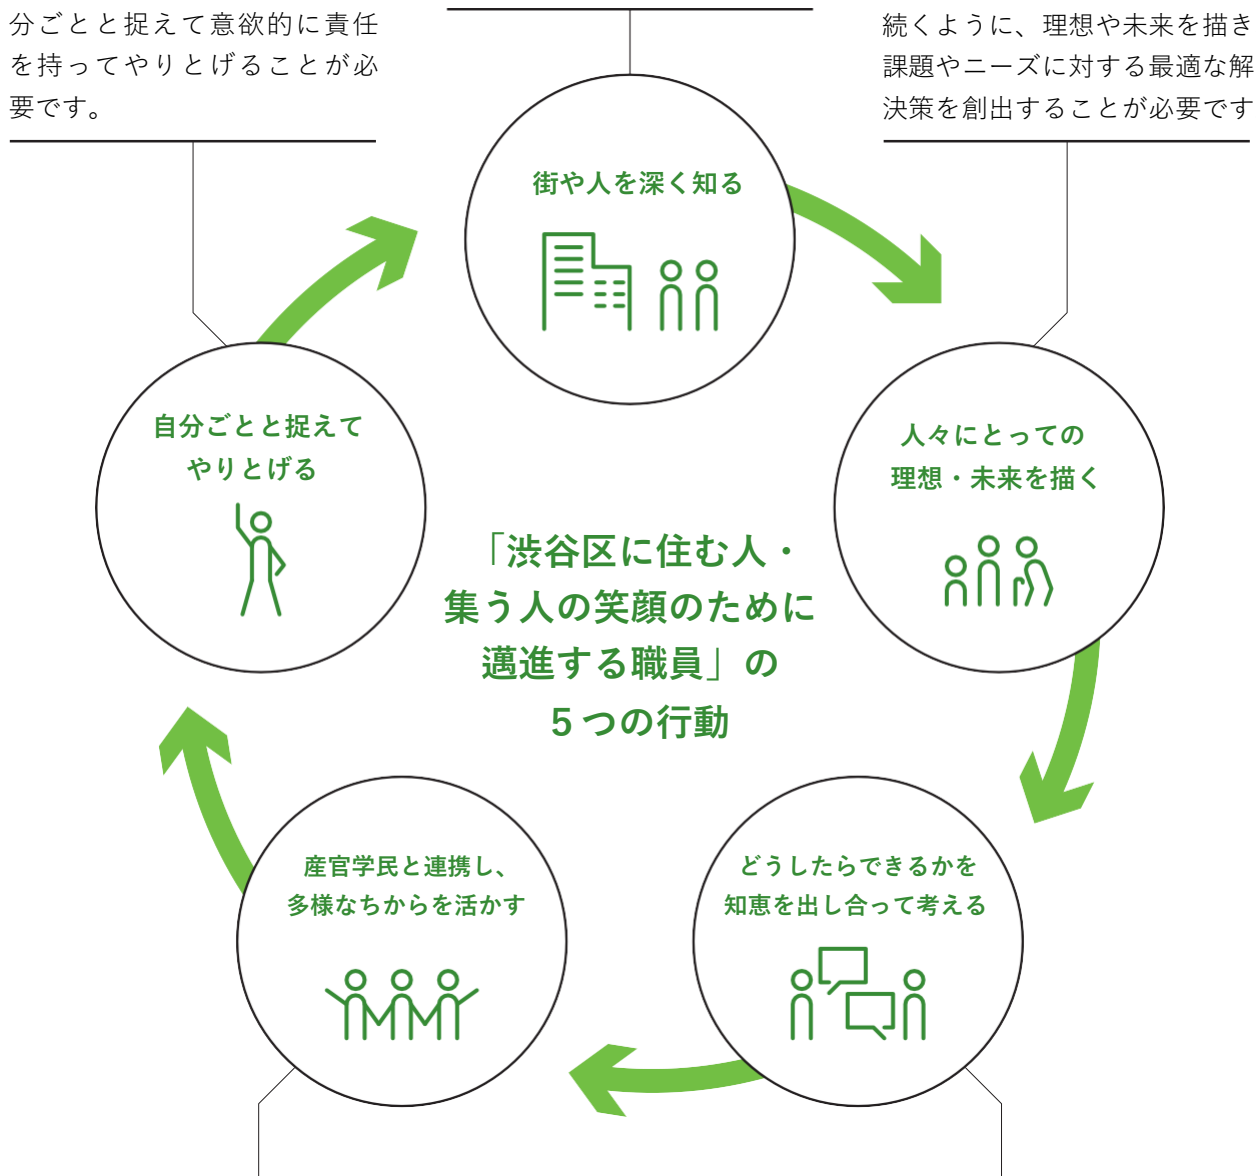 分ごとと捉えて意欲的に責任
を持ってやりとげることが必
要です。
続くように、理想や未来を描き
課題やニーズに対する最適な解
決策を創出することが必要です
街や人を深く知る
自分ごとと捉えて
やりとげる
人々にとっての
理想・未来を描く
「渋谷区に住む人・
集う人の笑顔のために
邁進する職員」の
5つの行動
産官学民と連携し、
多様なちからを活かす
どうしたらできるかを
知恵を出し合って考える